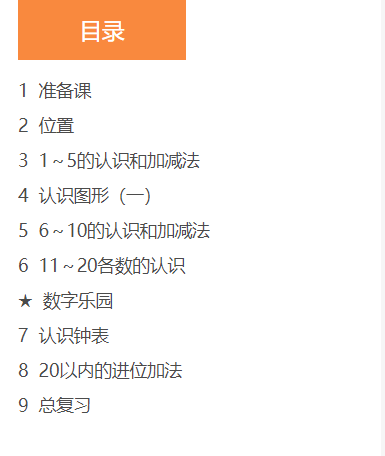 目录
1 准备课
2 位置
3 1～5的认识和加减法
4 认识图形（一）
5 6～10的认识和加减法
6 11～20各数的认识
★ 数字乐园
7 认识钟表
8 20以内的进位加法
9 总复习